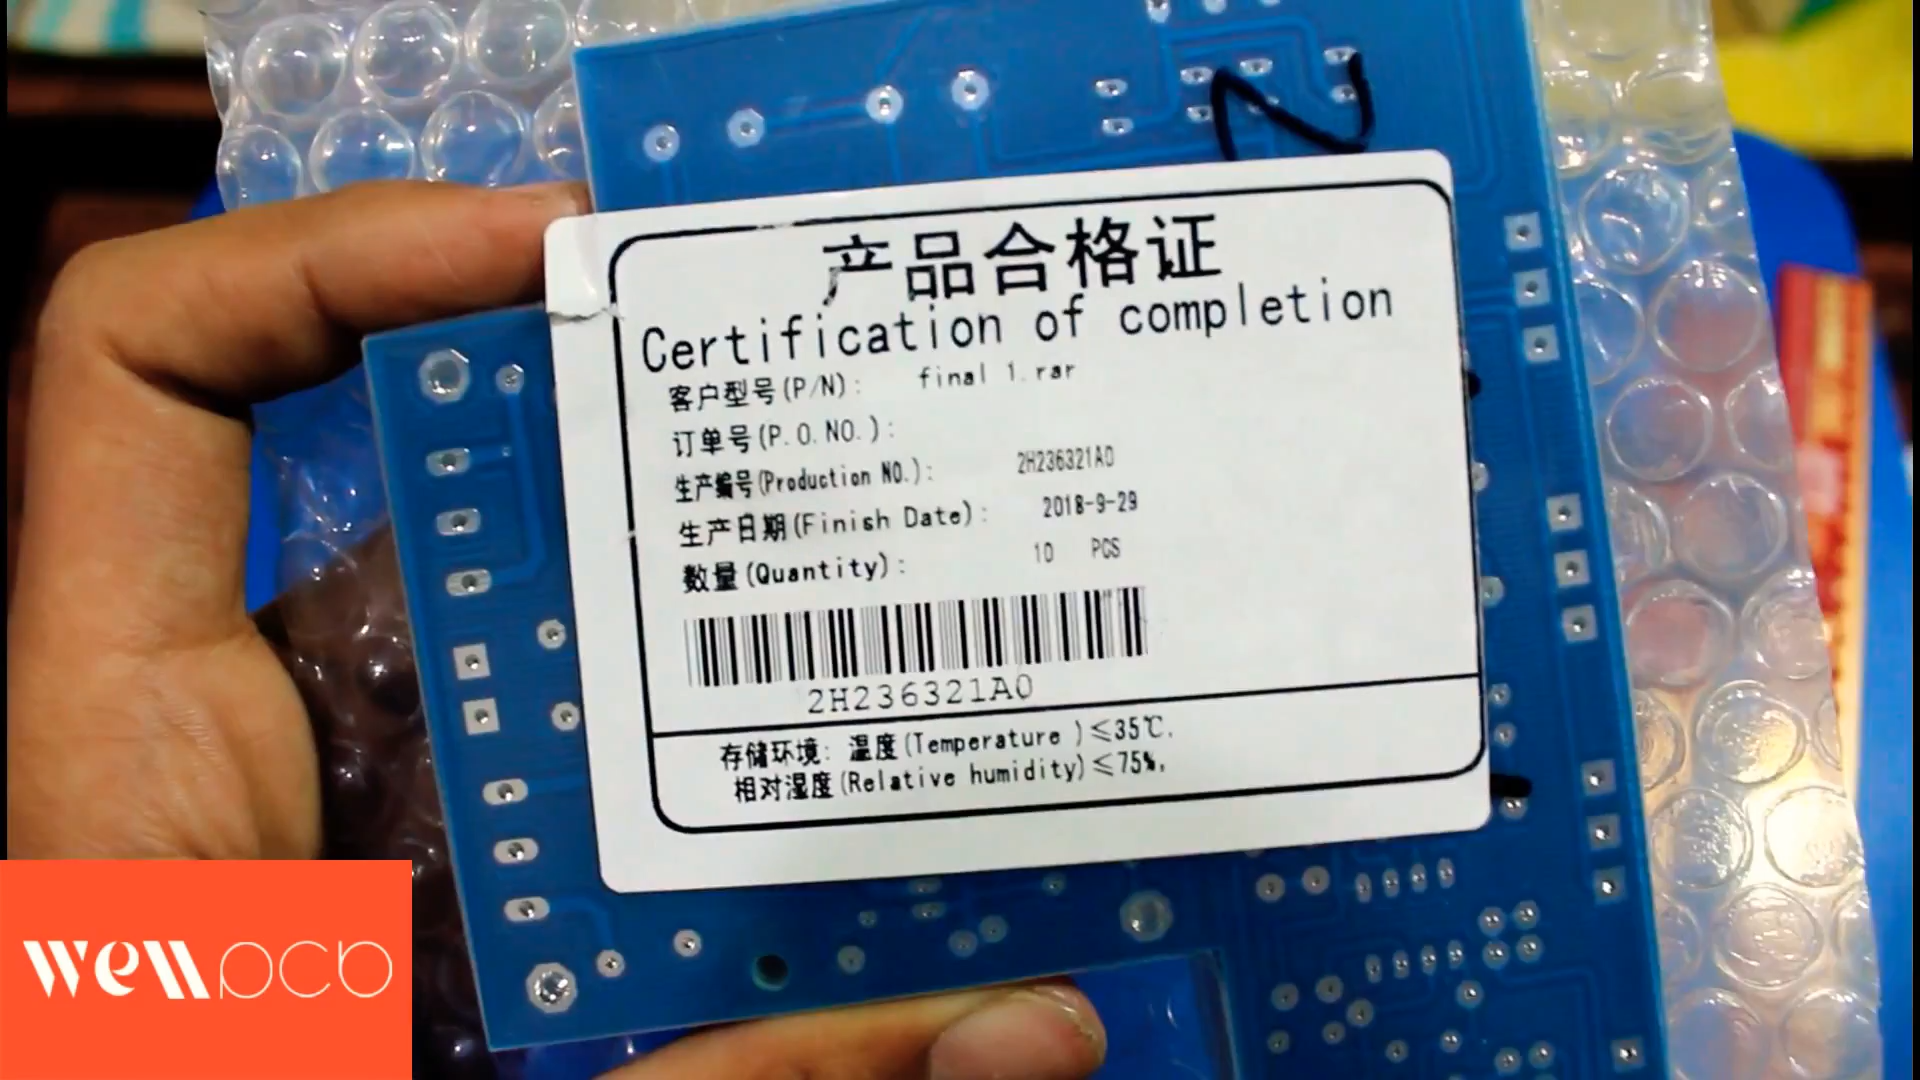 N
产品合格证
Certification of completion
客户型号(P/N): final 1.rar
订单号(P.O.NO.):
生产编号(Production NO.): 2H236321A0
生产日期(Finish Date): 2018-9-29
数量(Quantity): 10 PCS
2H236321A0
存储环境: 温度(Temperature )≤35℃.
相对湿度(Relative humidity)≤75%.
wellpcb